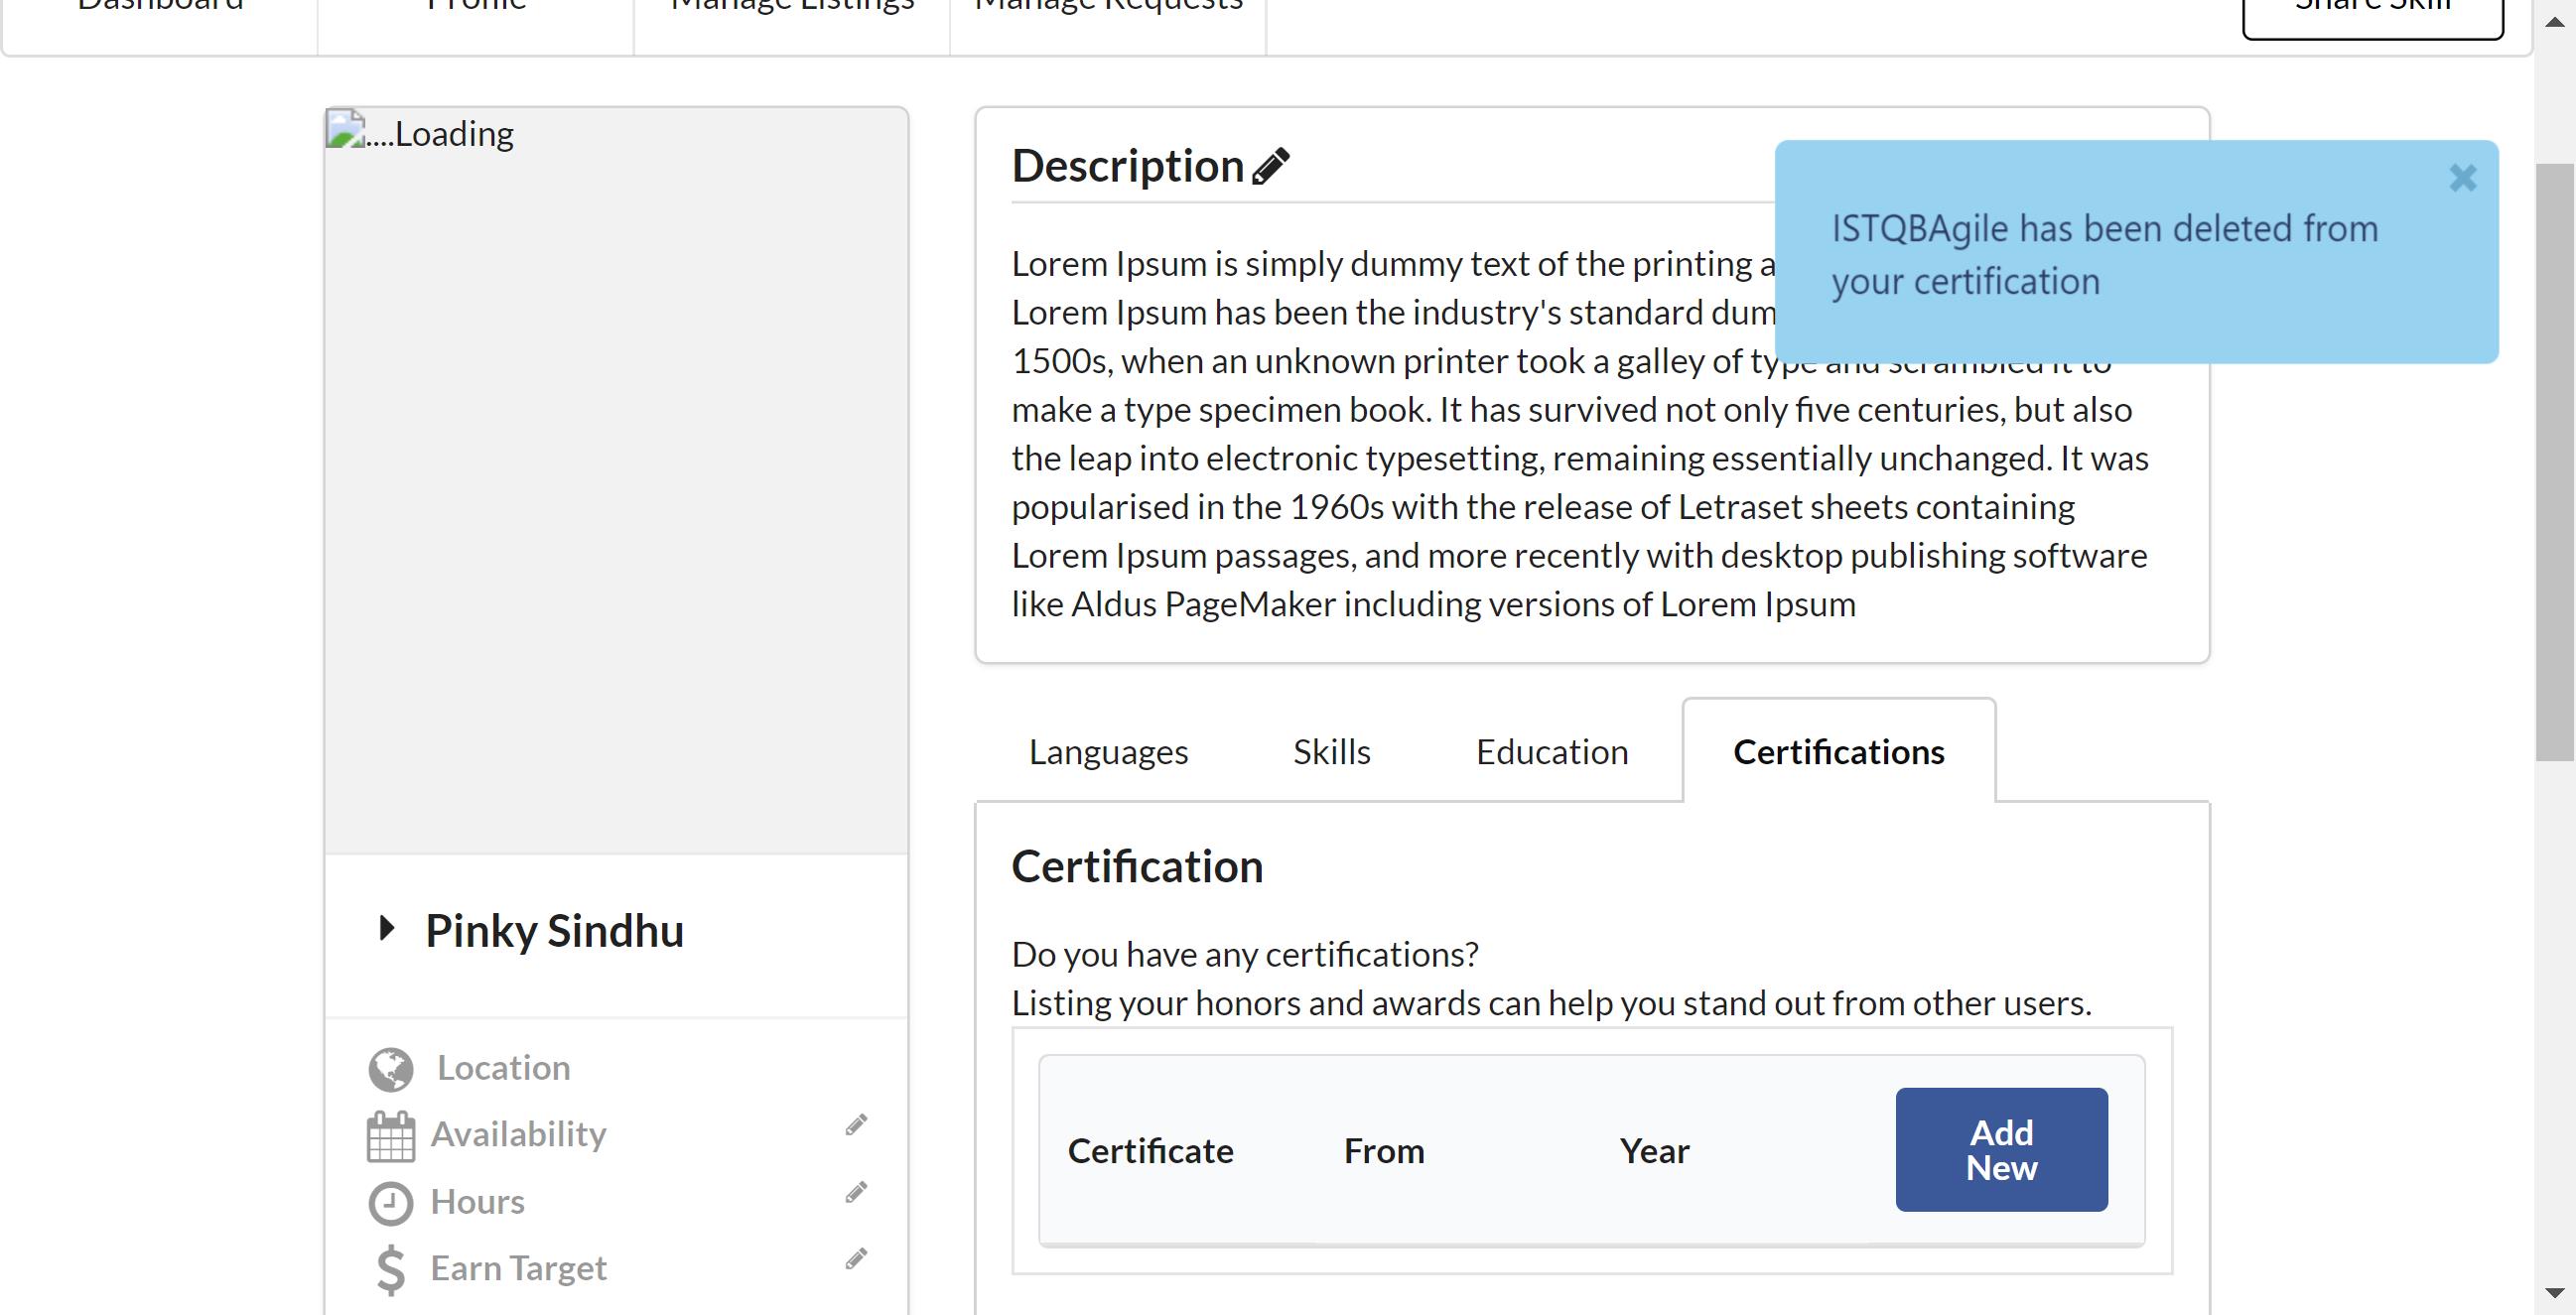 Dashboard
Profile
Manage Listings
Manage Requests
Share Skill
....Loading
Description
ISTQBAgile has been deleted from
your certification
Lorem Ipsum is simply dummy text of the printing a
Lorem Ipsum has been the industry's standard dum
1500s, when an unknown printer took a galley of type and scrambled it to
make a type specimen book. It has survived not only five centuries, but also
the leap into electronic typesetting, remaining essentially unchanged. It was
popularised in the 1960s with the release of Letraset sheets containing
Lorem Ipsum passages, and more recently with desktop publishing software
like Aldus PageMaker including versions of Lorem Ipsum
Languages
Skills
Education
Certifications
Certification
Do you have any certifications?
Listing your honors and awards can help you stand out from other users.
Certificate
From
Year
Add
New
Pinky Sindhu
Location
Availability
Hours
Earn Target